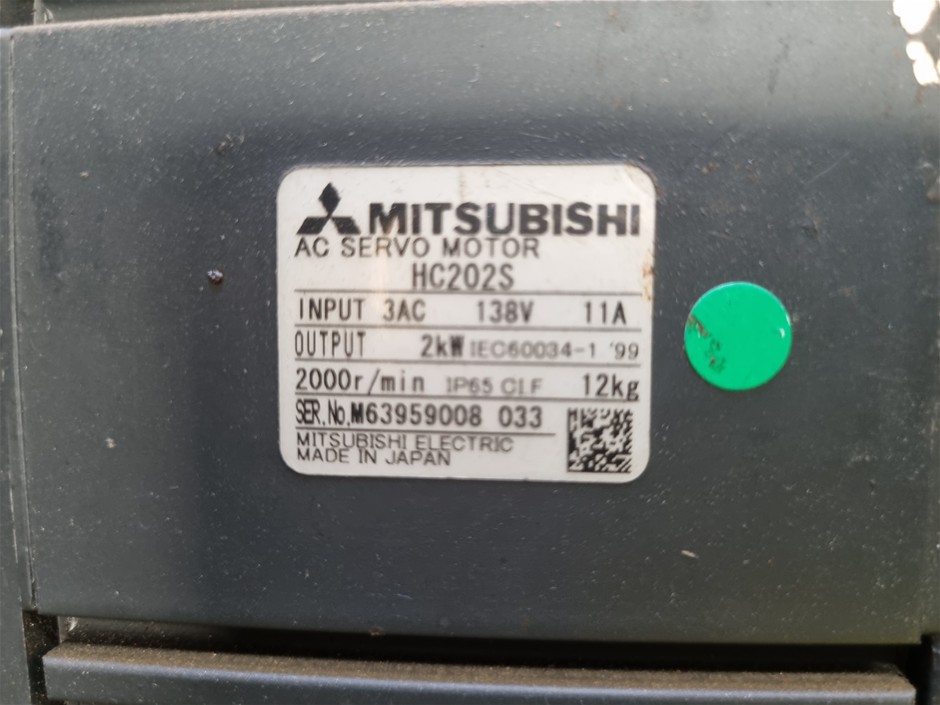 MITSUBISHI
AC SERVO MOTOR
HC202S
INPUT 3AC 138V 11A
OUTPUT 2kW IEC60034-1 '99
2000r/min IP65 CI.F 12kg
SER.No.M63959008 033
MITSUBISHI ELECTRIC
MADE IN JAPAN